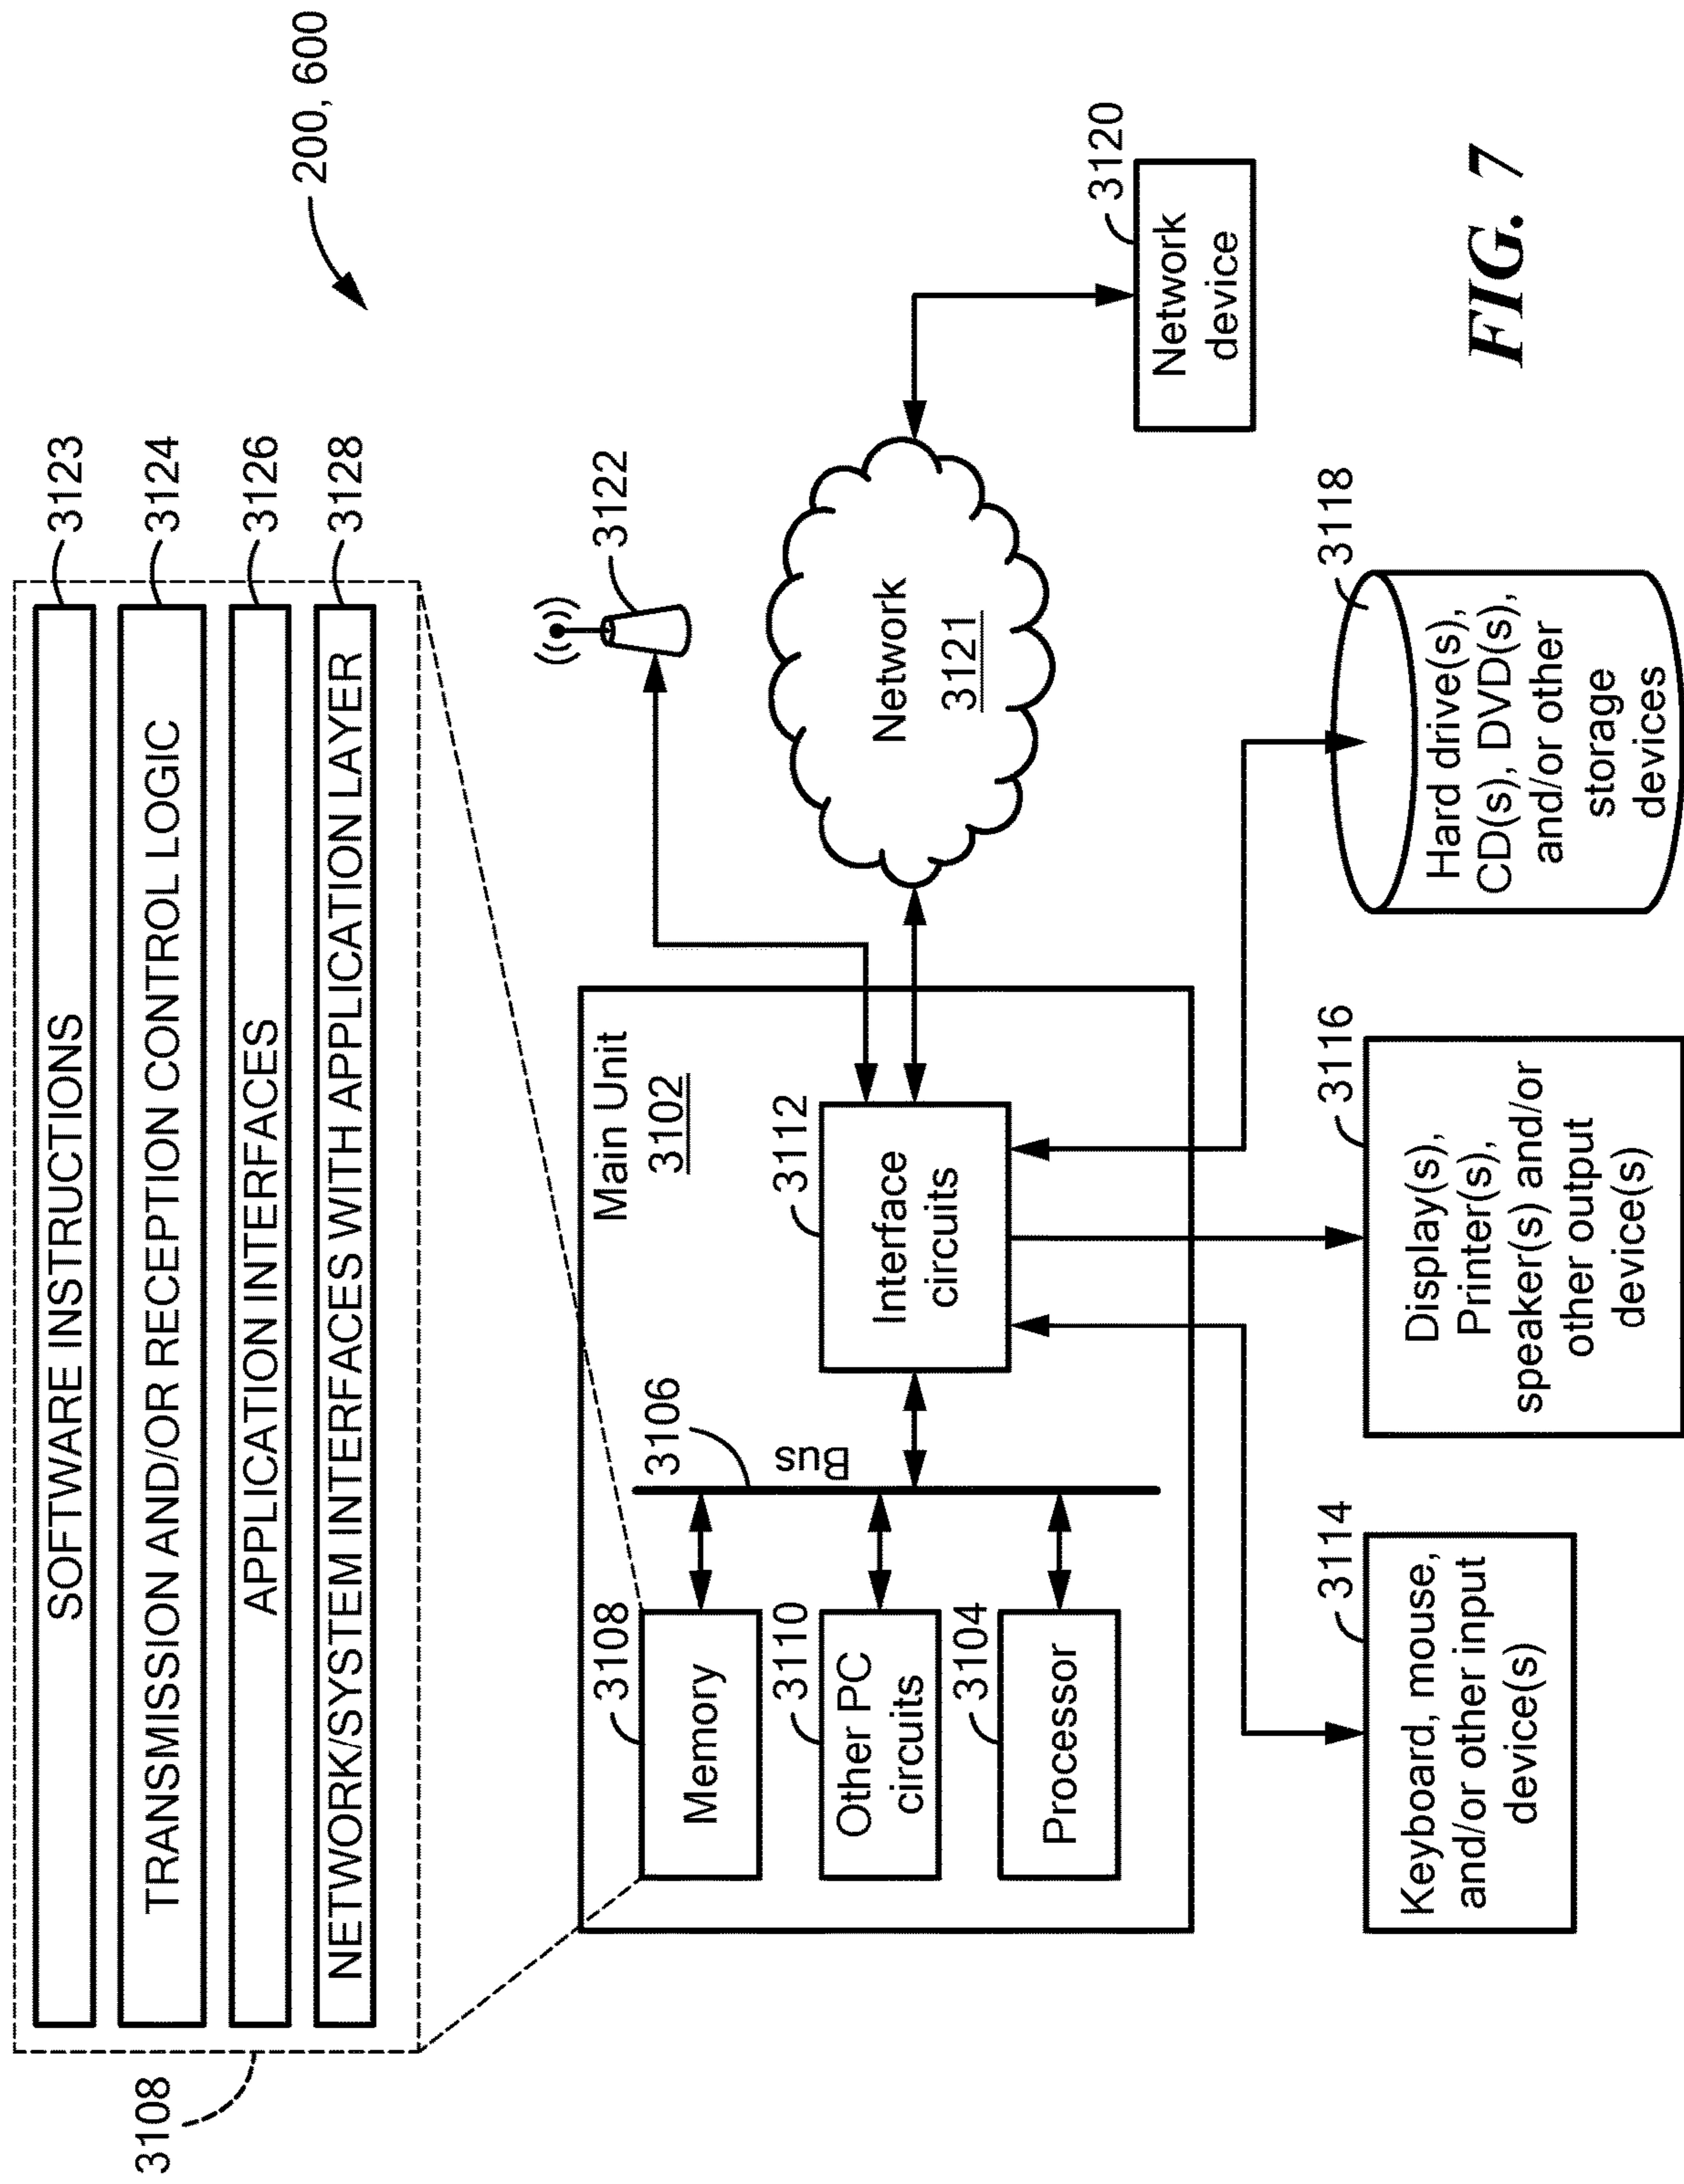 200, 600
3108
SOFTWARE INSTRUCTIONS
3123
TRANSMISSION AND/OR RECEPTION CONTROL LOGIC
3124
APPLICATION INTERFACES
3126
NETWORK/SYSTEM INTERFACES WITH APPLICATION LAYER
3128
Main Unit
3102
3108
Memory
3110
Other PC
circuits
3104
Processor
3106
Bus
3112
Interface
circuits
3122
Network
3121
3120
Network
device
3114
Keyboard, mouse,
and/or other input
device(s)
3116
Display(s),
Printer(s),
speaker(s) and/or
other output
device(s)
3118
Hard drive(s),
CD(s), DVD(s),
and/or other
storage
devices
FIG. 7